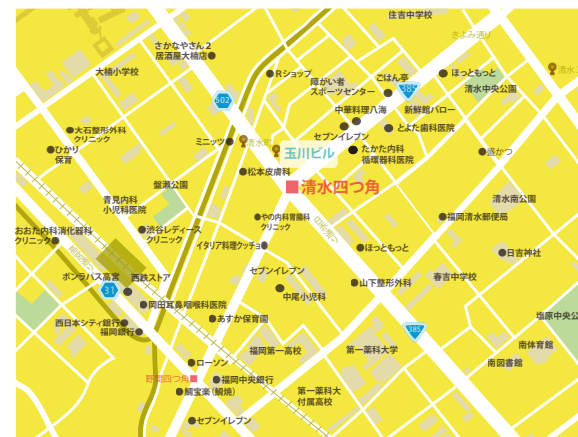 住吉中学校
きよみ通り
さかなやさん2
居酒屋大楠店
大楠小学校
Rショップ
ごはん亭
ほっともっと
清水
障がい者
スポーツセンター
清水中央公園
385
502
中華料理八海
新鮮館バロー
セブンイレブン
とよた歯科医院
大石整形外科
クリニック
ミニッツ
清水町
玉川ビル
たかた内科
循環器科医院
盛かつ
ひかり
保育
松本皮膚科
盤瀬公園
清水四つ角
青見内科
小児科医院
清水南公園
やの内科胃腸科
クリニック
福岡清水郵便局
渋谷レディース
クリニック
おおた内科消化器科
クリニック
イタリア料理クッチョ
ほっともっと
日吉神社
セブンイレブン
ボンラパス高宮
西鉄ストア
春吉中学校
31
中尾小児科
山下整形外科
岡田耳鼻咽喉科医院
塩原中央公
西日本シティ銀行
あすか保育園
385
福岡銀行
南体育館
福岡第一高校
第一薬科大学
南図書館
ローソン
野間四つ角
福岡中央銀行
鯛宝楽（鯛焼）
第一薬科大
付属高校
セブンイレブン